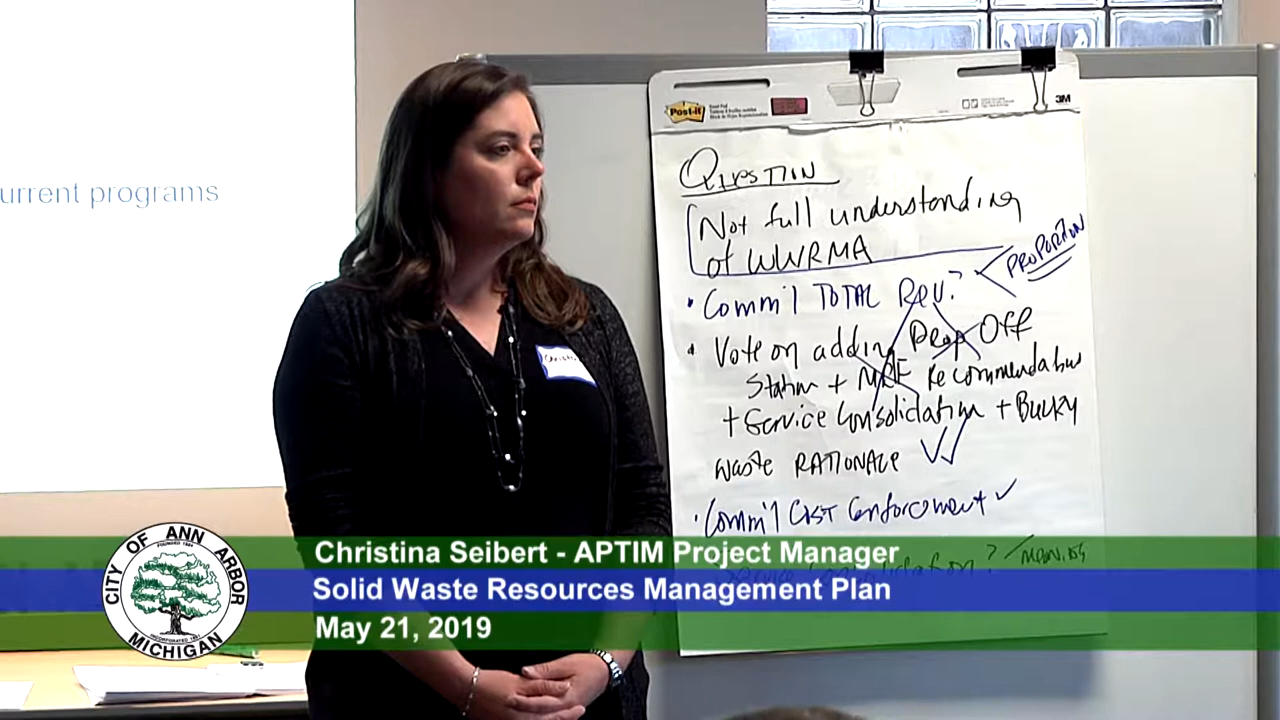 urrent programs
Post-it
3M
QUESTION
Not full understanding
of WWRMA
• Comm'l TOTAL Rev.?
PROPORTION
• Vote on adding Drop Off
Station + MRF Recommendations
+ Service Consolidation + Bulky
Waste RATIONALE
• Comm'l Cost Enforcement
CITY OF ANN ARBOR
MICHIGAN
Christina Seibert - APTIM Project Manager
Solid Waste Resources Management Plan
May 21, 2019